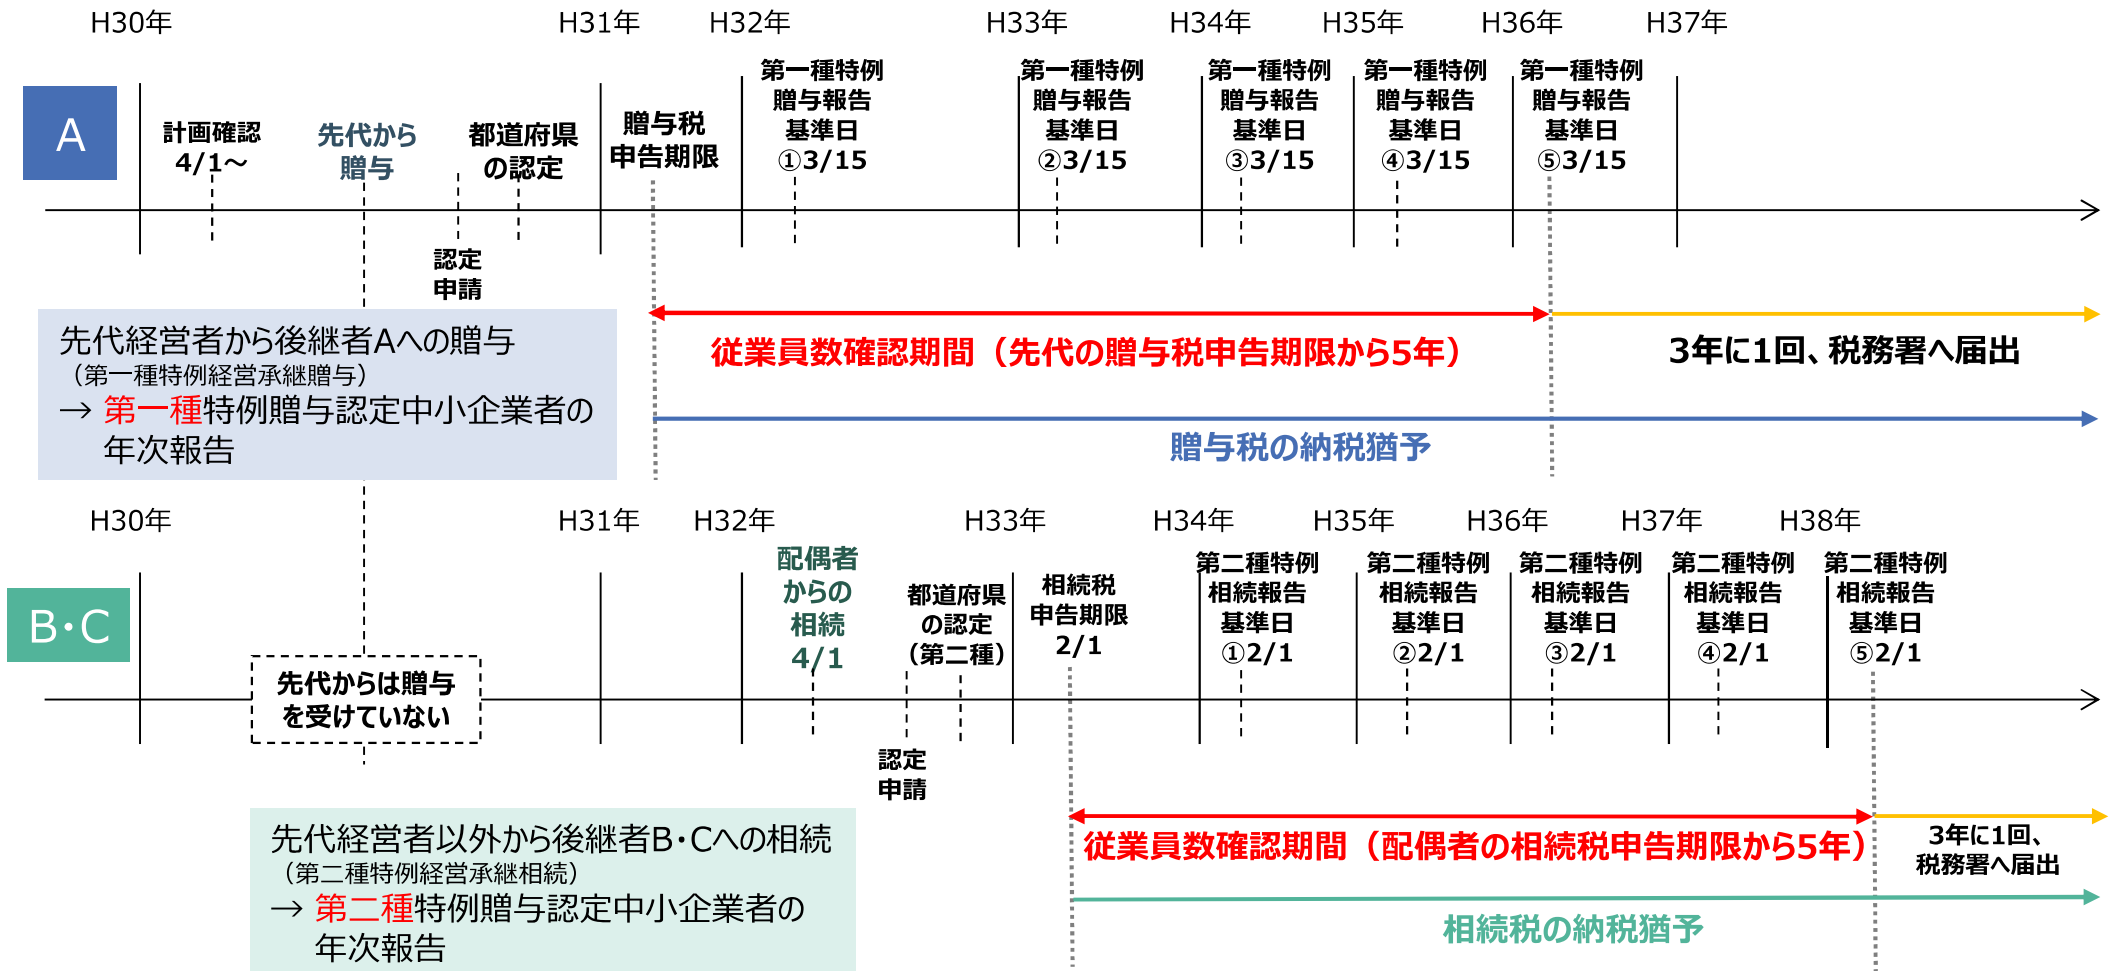 H30年
H31年
H32年
H33年
H34年
H35年
H36年
H37年
A
計画確認
4/1～
先代から
贈与
都道府県
の認定
認定
申請
贈与税
申告期限
第一種特例
贈与報告
基準日
①3/15
第一種特例
贈与報告
基準日
②3/15
第一種特例
贈与報告
基準日
③3/15
第一種特例
贈与報告
基準日
④3/15
第一種特例
贈与報告
基準日
⑤3/15
先代経営者から後継者Aへの贈与
（第一種特例経営承継贈与）
→ 第一種特例贈与認定中小企業者の
年次報告
従業員数確認期間（先代の贈与税申告期限から5年）
3年に1回、税務署へ届出
贈与税の納税猶予
H30年
H31年
H32年
H33年
H34年
H35年
H36年
H37年
H38年
B・C
先代からは贈与
を受けていない
配偶者
からの
相続
4/1
都道府県
の認定
（第二種）
認定
申請
相続税
申告期限
2/1
第二種特例
相続報告
基準日
①2/1
第二種特例
相続報告
基準日
②2/1
第二種特例
相続報告
基準日
③2/1
第二種特例
相続報告
基準日
④2/1
第二種特例
相続報告
基準日
⑤2/1
先代経営者以外から後継者B・Cへの相続
（第二種特例経営承継相続）
→ 第二種特例贈与認定中小企業者の
年次報告
従業員数確認期間（配偶者の相続税申告期限から5年）
3年に1回、
税務署へ届出
相続税の納税猶予